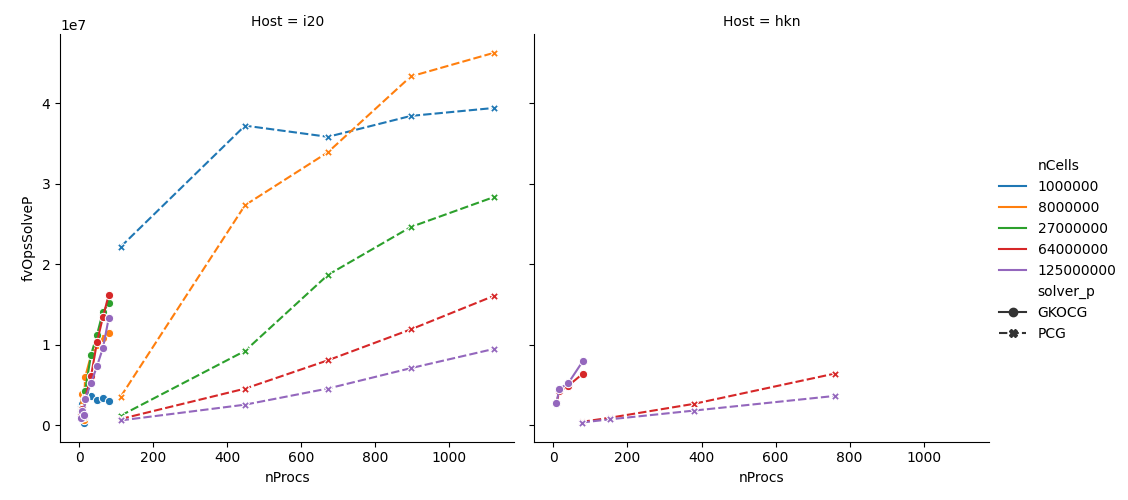 Host = i20
Host = hkn
1e7
4
3
2
1
0
fvOpsSolveP
0 200 400 600 800 1000
0 200 400 600 800 1000
nProcs
nProcs
nCells
1000000
8000000
27000000
64000000
125000000
solver_p
GKOCG
PCG